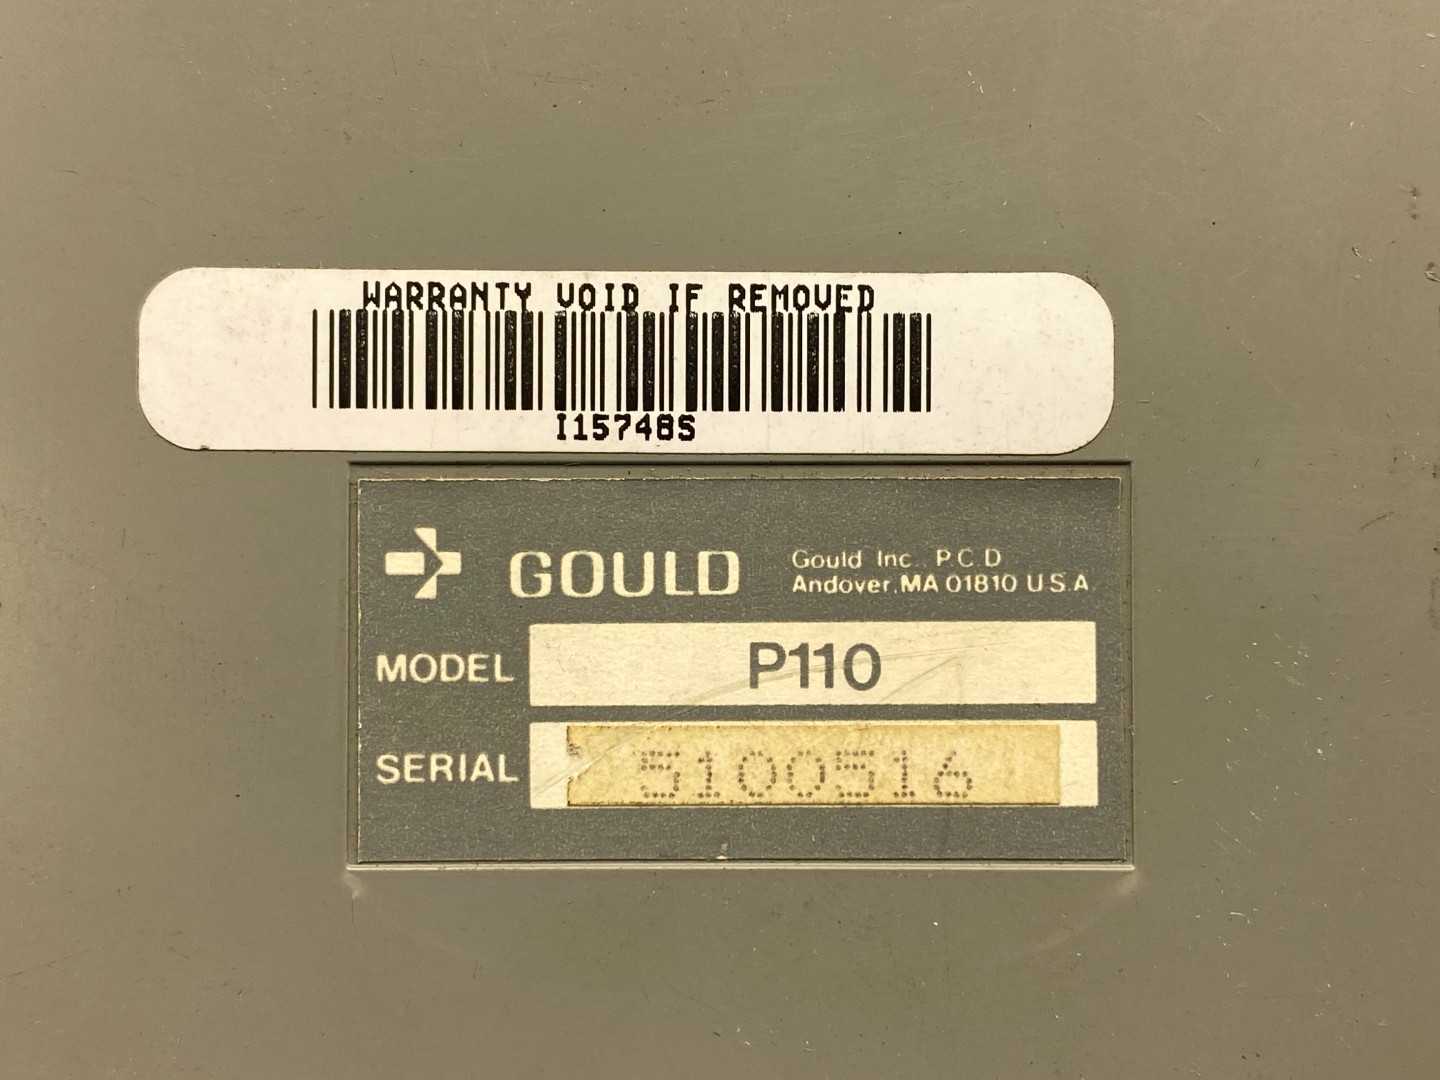 WARRANTY VOID IF REMOVED
I15748S
GOULD
Gould Inc. P.C.D
Andover, MA 01810 U.S.A.
MODEL P110
SERIAL 5100516